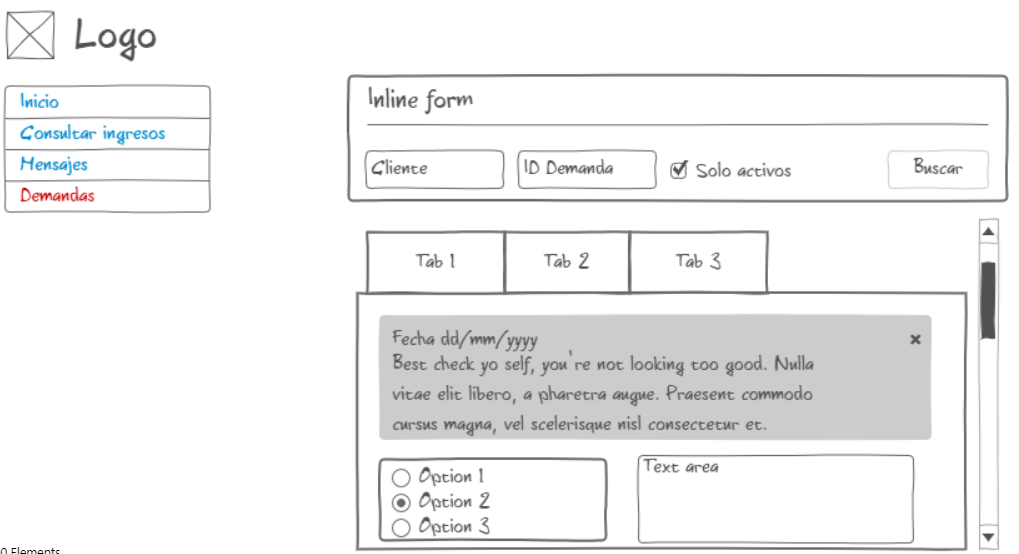 Logo
Inicio
Consultar ingresos
Mensajes
Demandas
Inline form
Cliente
ID Demanda
Solo activos
Buscar
Tab 1
Tab 2
Tab 3
Fecha dd/mm/yyyy
Best check yo self, you're not looking too good. Nulla
vitae elit libero, a pharetra augue. Praesent commodo
cursus magna, vel scelerisque nisl consectetur et.
Option 1
Option 2
Option 3
Text area
0 Elements